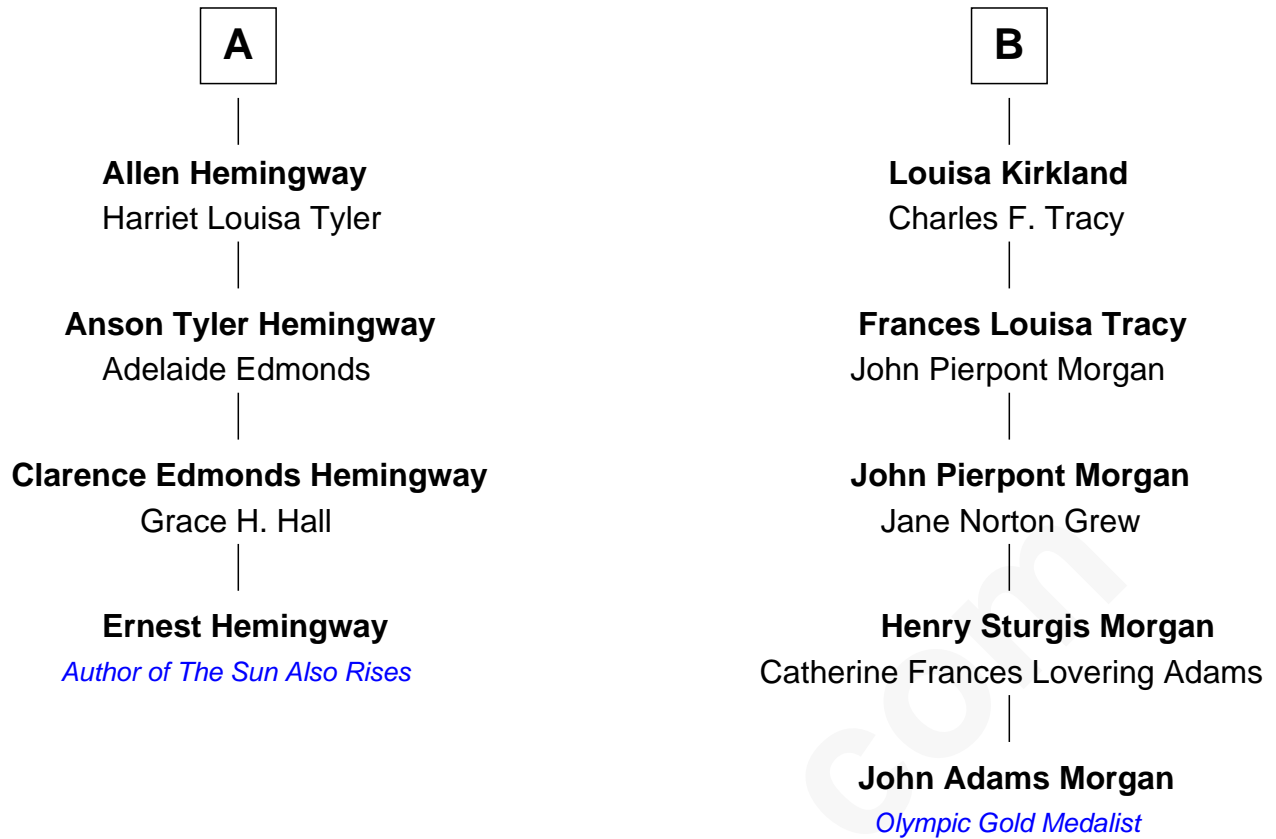 A
Allen Hemingway
Harriet Louisa Tyler
Anson Tyler Hemingway
Adelaide Edmonds
Clarence Edmonds Hemingway
Grace H. Hall
Ernest Hemingway
Author of The Sun Also Rises
B
Louisa Kirkland
Charles F. Tracy
Frances Louisa Tracy
John Pierpont Morgan
John Pierpont Morgan
Jane Norton Grew
Henry Sturgis Morgan
Catherine Frances Lovering Adams
John Adams Morgan
Olympic Gold Medalist
com